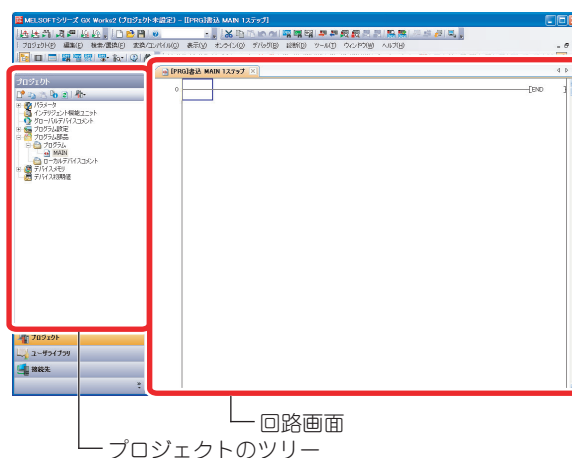 MELSOFTシリーズ GX Works2 (プロジェクト未設定) - [[PRG]書込 MAIN 1ステップ]
プロジェクト(P) 編集(E) 検索/置換(F) 変換/コンパイル(C) 表示(V) オンライン(O) デバッグ(B) 診断(D) ツール(T) ウィンドウ(W) ヘルプ(H)
プロジェクト
[PRG]書込 MAIN 1ステップ
パラメータ
インテリジェント機能ユニット
グローバルデバイスコメント
プログラム設定
プログラム部品
プログラム
MAIN
ローカルデバイスコメント
デバイスメモリ
デバイス初期値
0
[END ]
プロジェクト
ユーザライブラリ
接続先
回路画面
プロジェクトのツリー